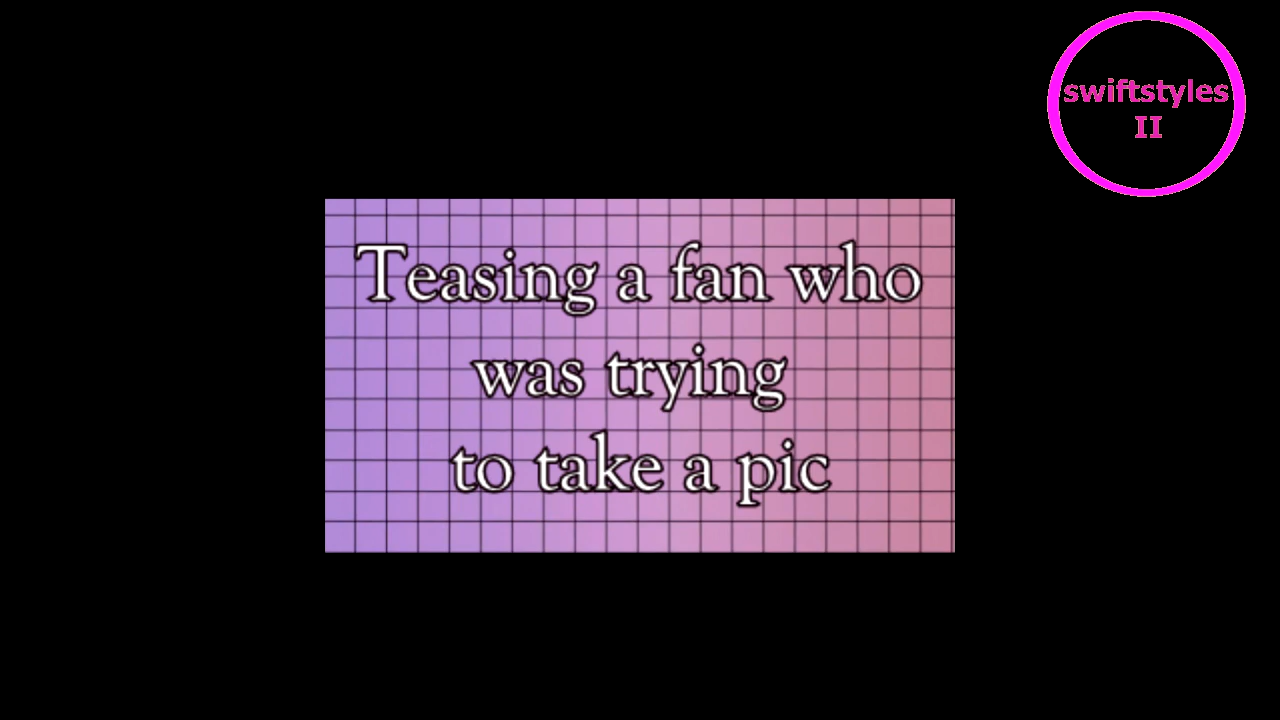 swiftstyles
II
Teasing a fan who
was trying
to take a pic